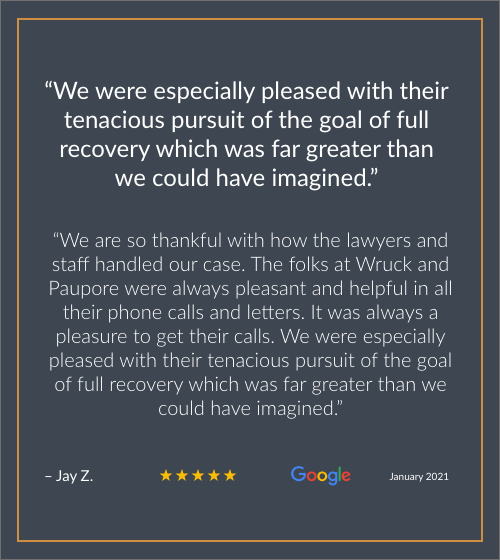 “We were especially pleased with their
tenacious pursuit of the goal of full
recovery which was far greater than
we could have imagined.”
“We are so thankful with how the lawyers and
staff handled our case. The folks at Wruck and
Paupore were always pleasant and helpful in all
their phone calls and letters. It was always a
pleasure to get their calls. We were especially
pleased with their tenacious pursuit of the goal
of full recovery which was far greater than we
could have imagined.”
– Jay Z. ★★★★★ Google January 2021